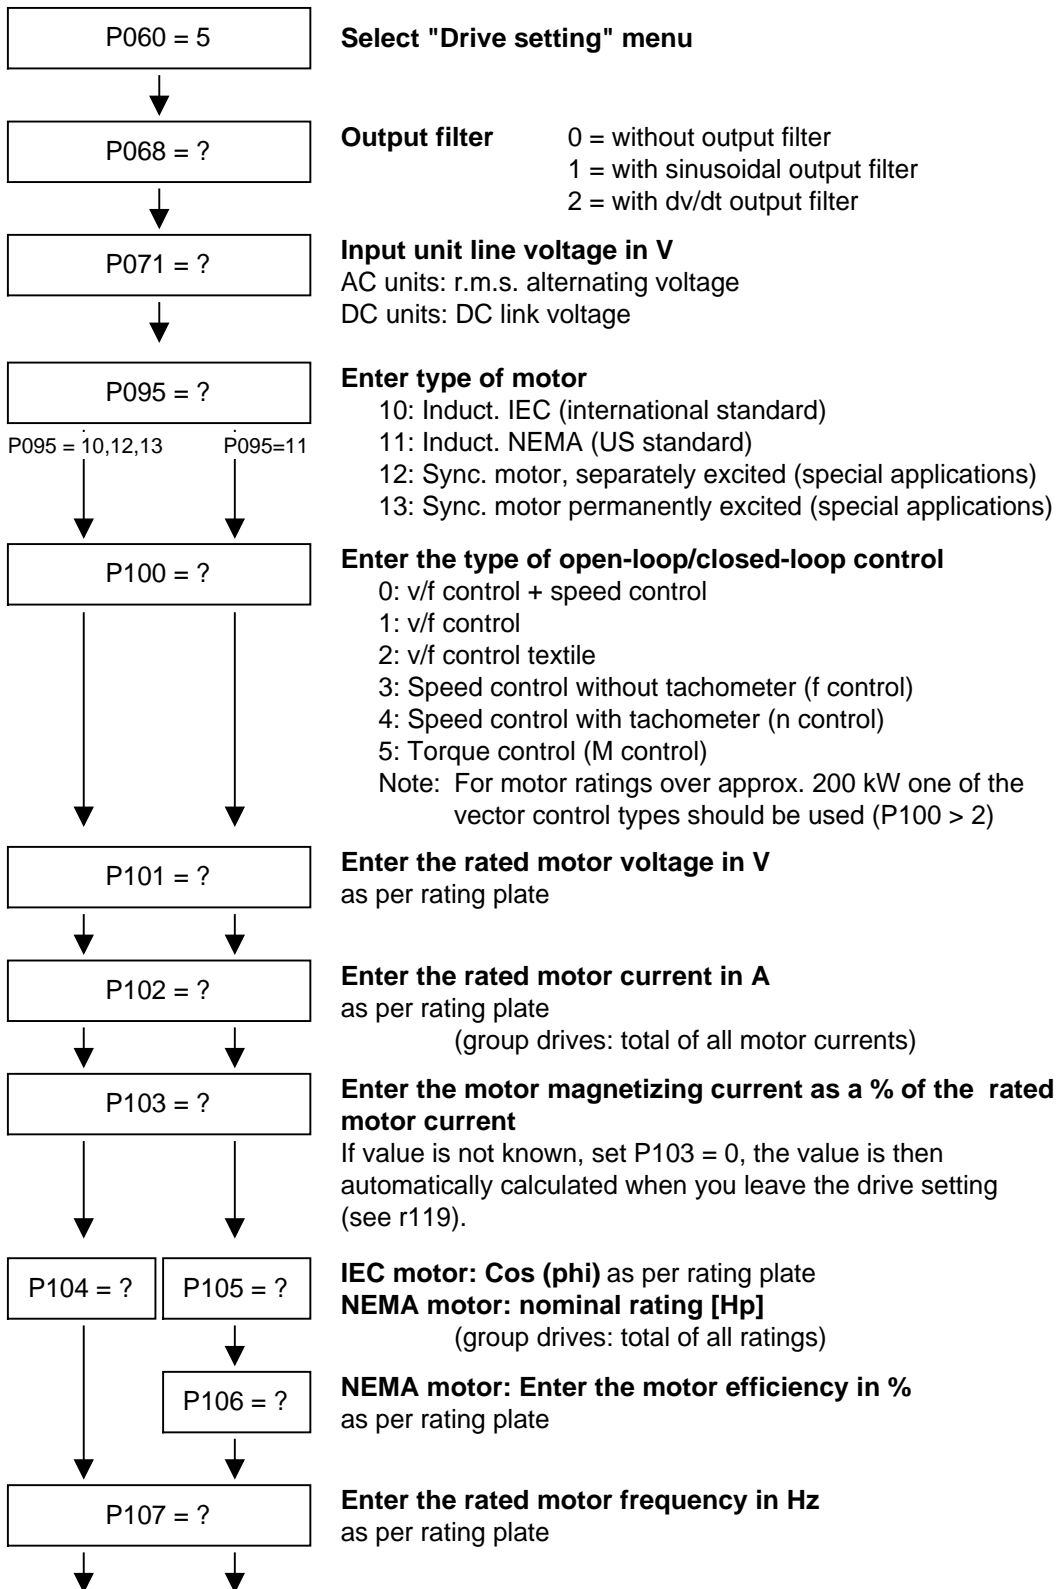 P060 = 5
Select "Drive setting" menu
P068 = ?
Output filter 0 = without output filter
1 = with sinusoidal output filter
2 = with dv/dt output filter
P071 = ?
Input unit line voltage in V
AC units: r.m.s. alternating voltage
DC units: DC link voltage
P095 = ?
Enter type of motor
10: Induct. IEC (international standard)
11: Induct. NEMA (US standard)
12: Sync. motor, separately excited (special applications)
13: Sync. motor permanently excited (special applications)
P095 = 10,12,13 P095=11
P100 = ?
Enter the type of open-loop/closed-loop control
0: v/f control + speed control
1: v/f control
2: v/f control textile
3: Speed control without tachometer (f control)
4: Speed control with tachometer (n control)
5: Torque control (M control)
Note: For motor ratings over approx. 200 kW one of the
vector control types should be used (P100 > 2)
P101 = ?
Enter the rated motor voltage in V
as per rating plate
P102 = ?
Enter the rated motor current in A
as per rating plate
(group drives: total of all motor currents)
P103 = ?
Enter the motor magnetizing current as a % of the rated
motor current
If value is not known, set P103 = 0, the value is then
automatically calculated when you leave the drive setting
(see r119).
P104 = ? P105 = ?
IEC motor: Cos (phi) as per rating plate
NEMA motor: nominal rating [Hp]
(group drives: total of all ratings)
P106 = ?
NEMA motor: Enter the motor efficiency in %
as per rating plate
P107 = ?
Enter the rated motor frequency in Hz
as per rating plate